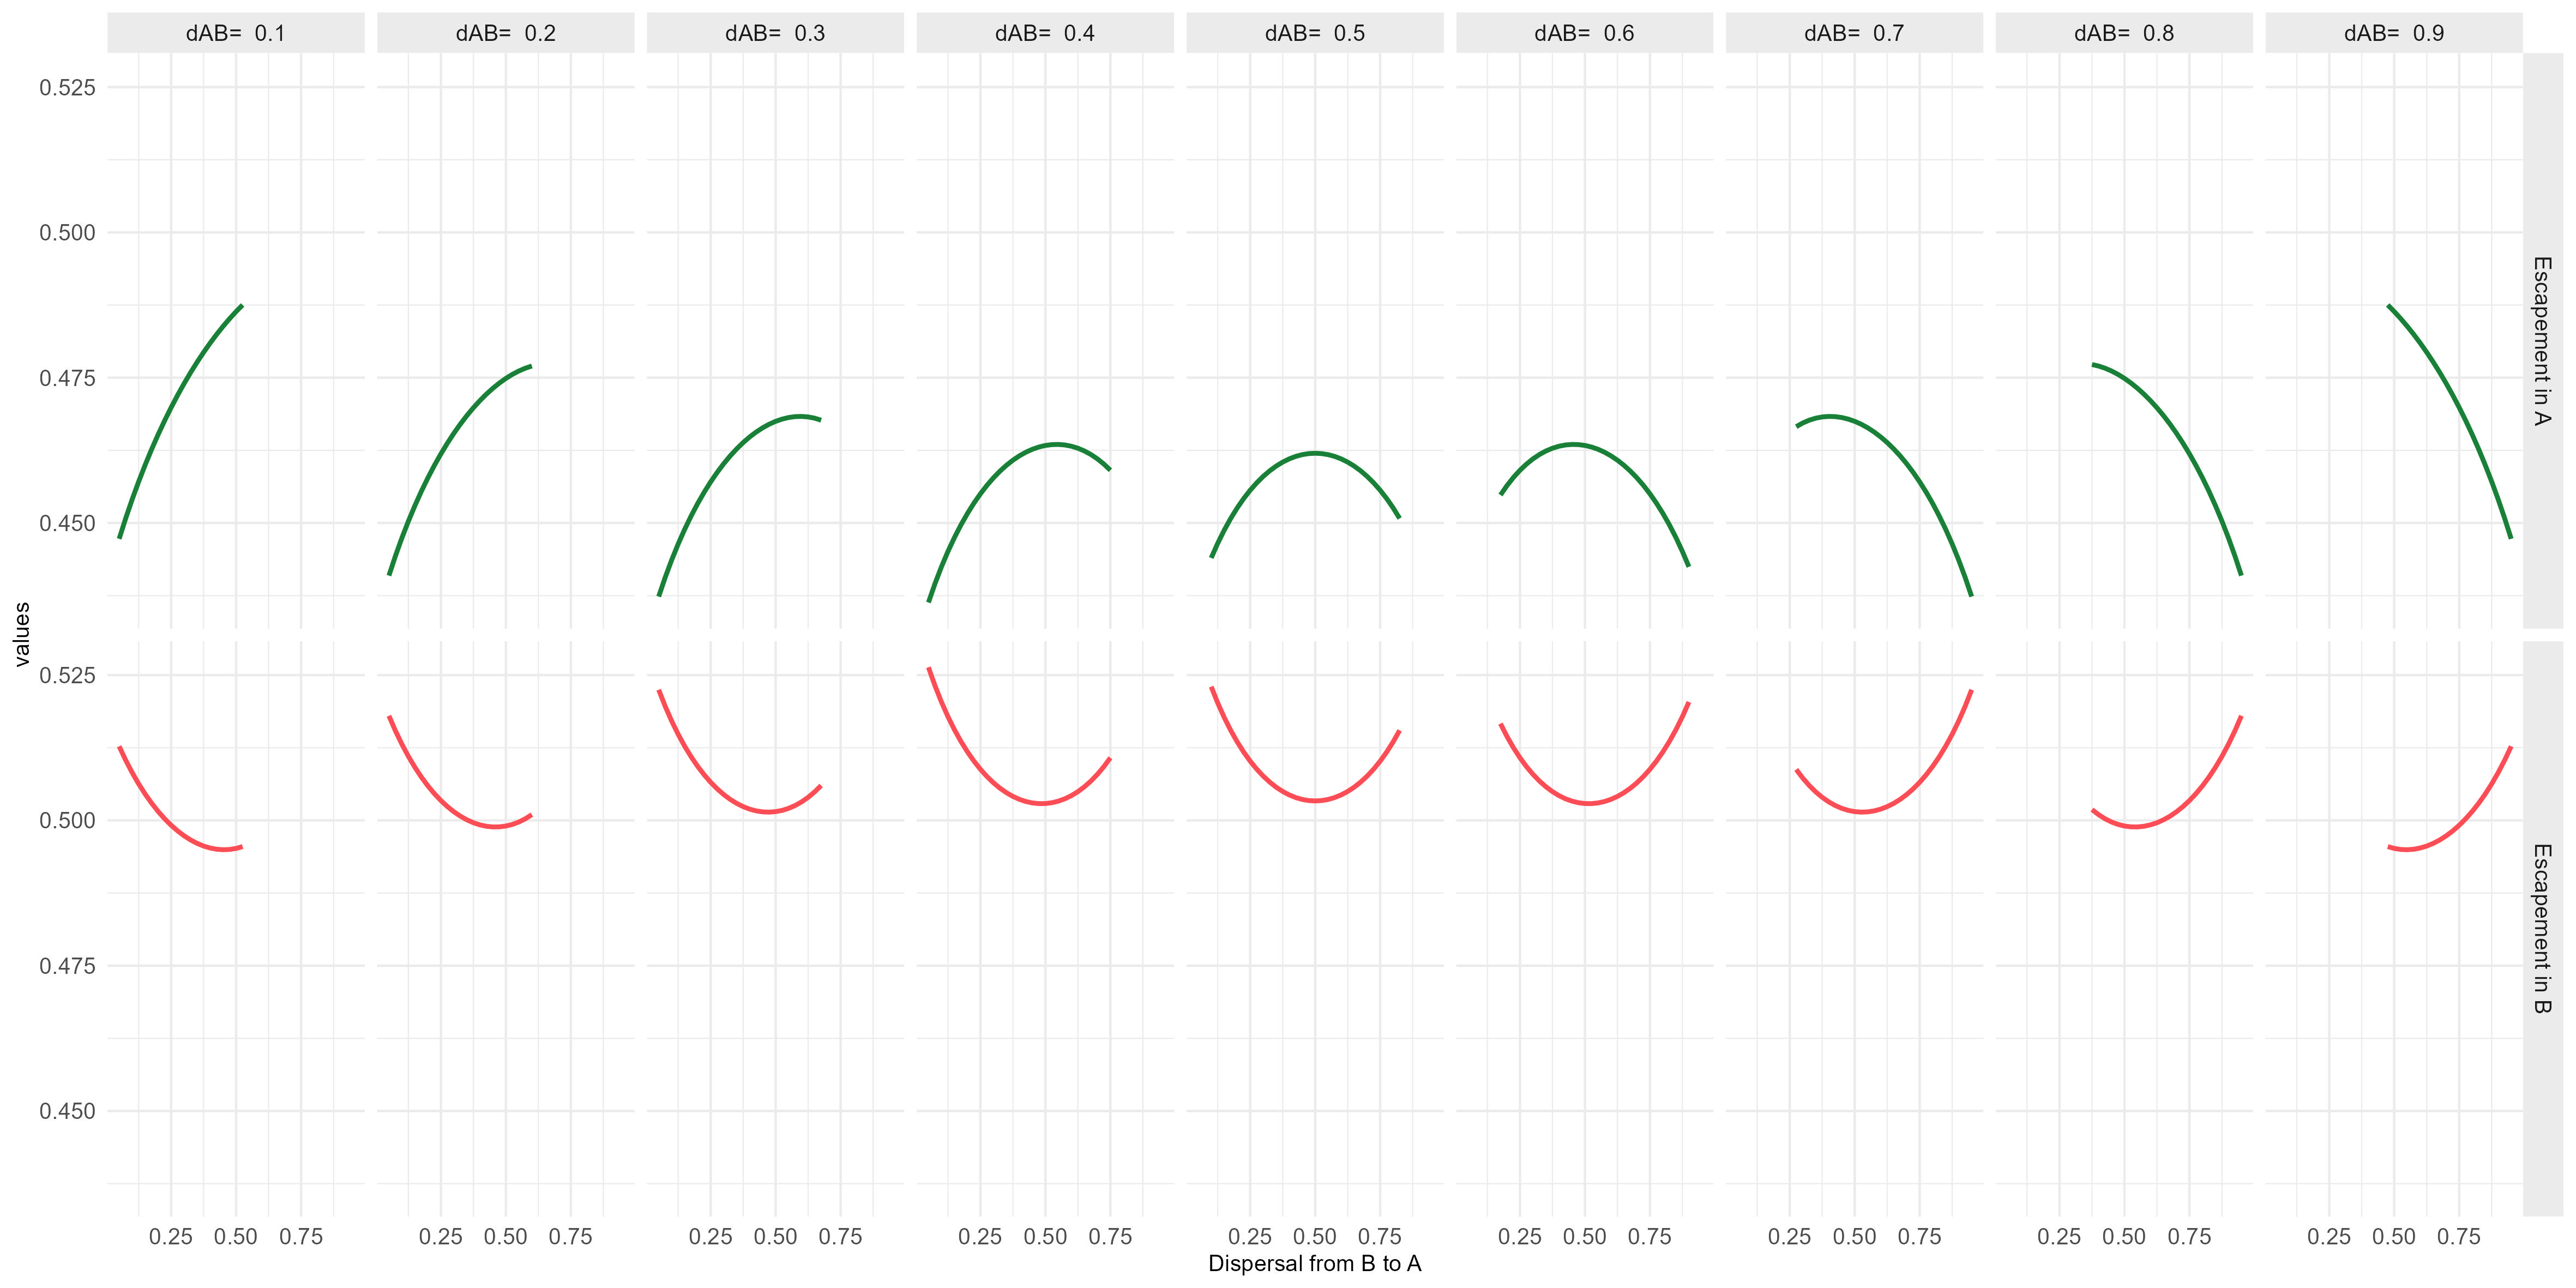 dAB=  0.1
dAB=  0.2
dAB=  0.3
dAB=  0.4
dAB=  0.5
dAB=  0.6
dAB=  0.7
dAB=  0.8
dAB=  0.9
values
0.525
0.500
0.475
0.450
Escapement in A
0.525
0.500
0.475
0.450
Escapement in B
0.25 0.50 0.75
0.25 0.50 0.75
0.25 0.50 0.75
0.25 0.50 0.75
0.25 0.50 0.75
0.25 0.50 0.75
0.25 0.50 0.75
0.25 0.50 0.75
0.25 0.50 0.75
Dispersal from B to A